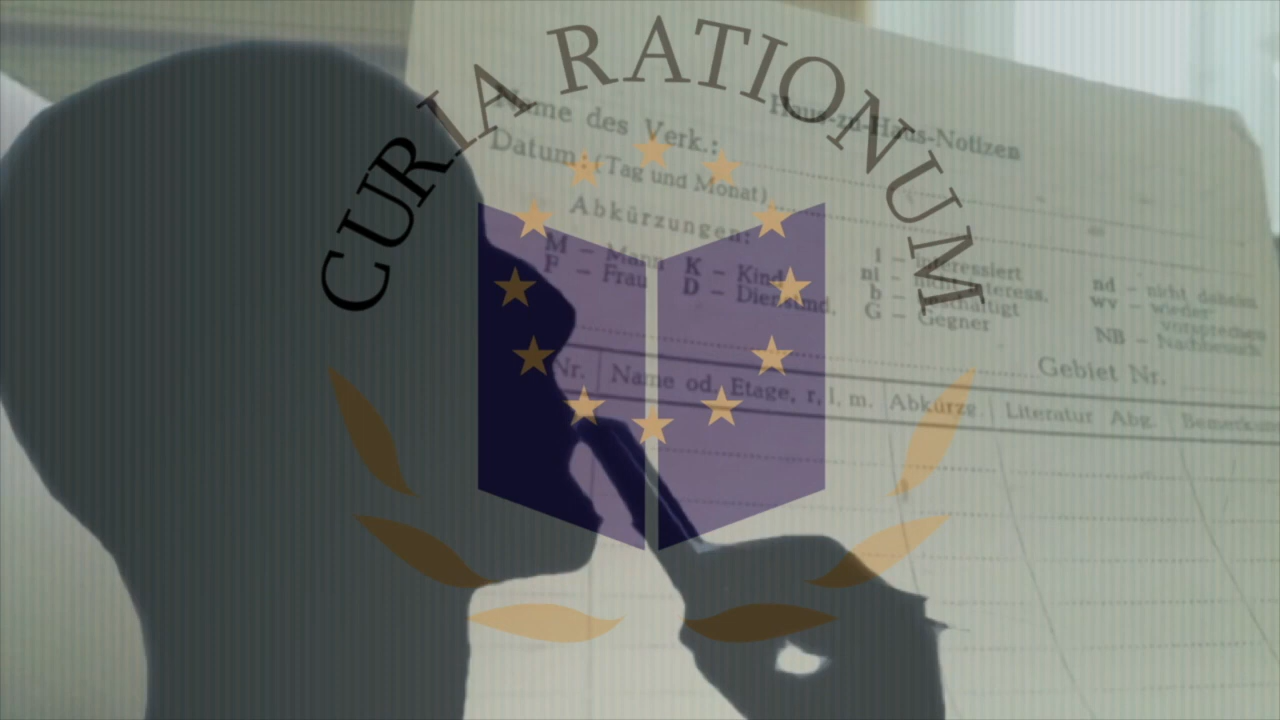 CURIA RATIONUM
Haus-zu-Haus-Notizen
Name des Verk.:
Datum: (Tag und Monat)
Abkürzungen:
M – Mann
F – Frau
K – Kind
D – Dienstmd.
i – interessiert
ni – nicht interess.
b – beschäftigt
G – Gegner
nd – nicht daheim
wv – wieder vorsprechen
NB – Nachbesuch
Gebiet Nr.
Nr. Name od. Etage, r, l, m. Abkürzg. Literatur Abg.